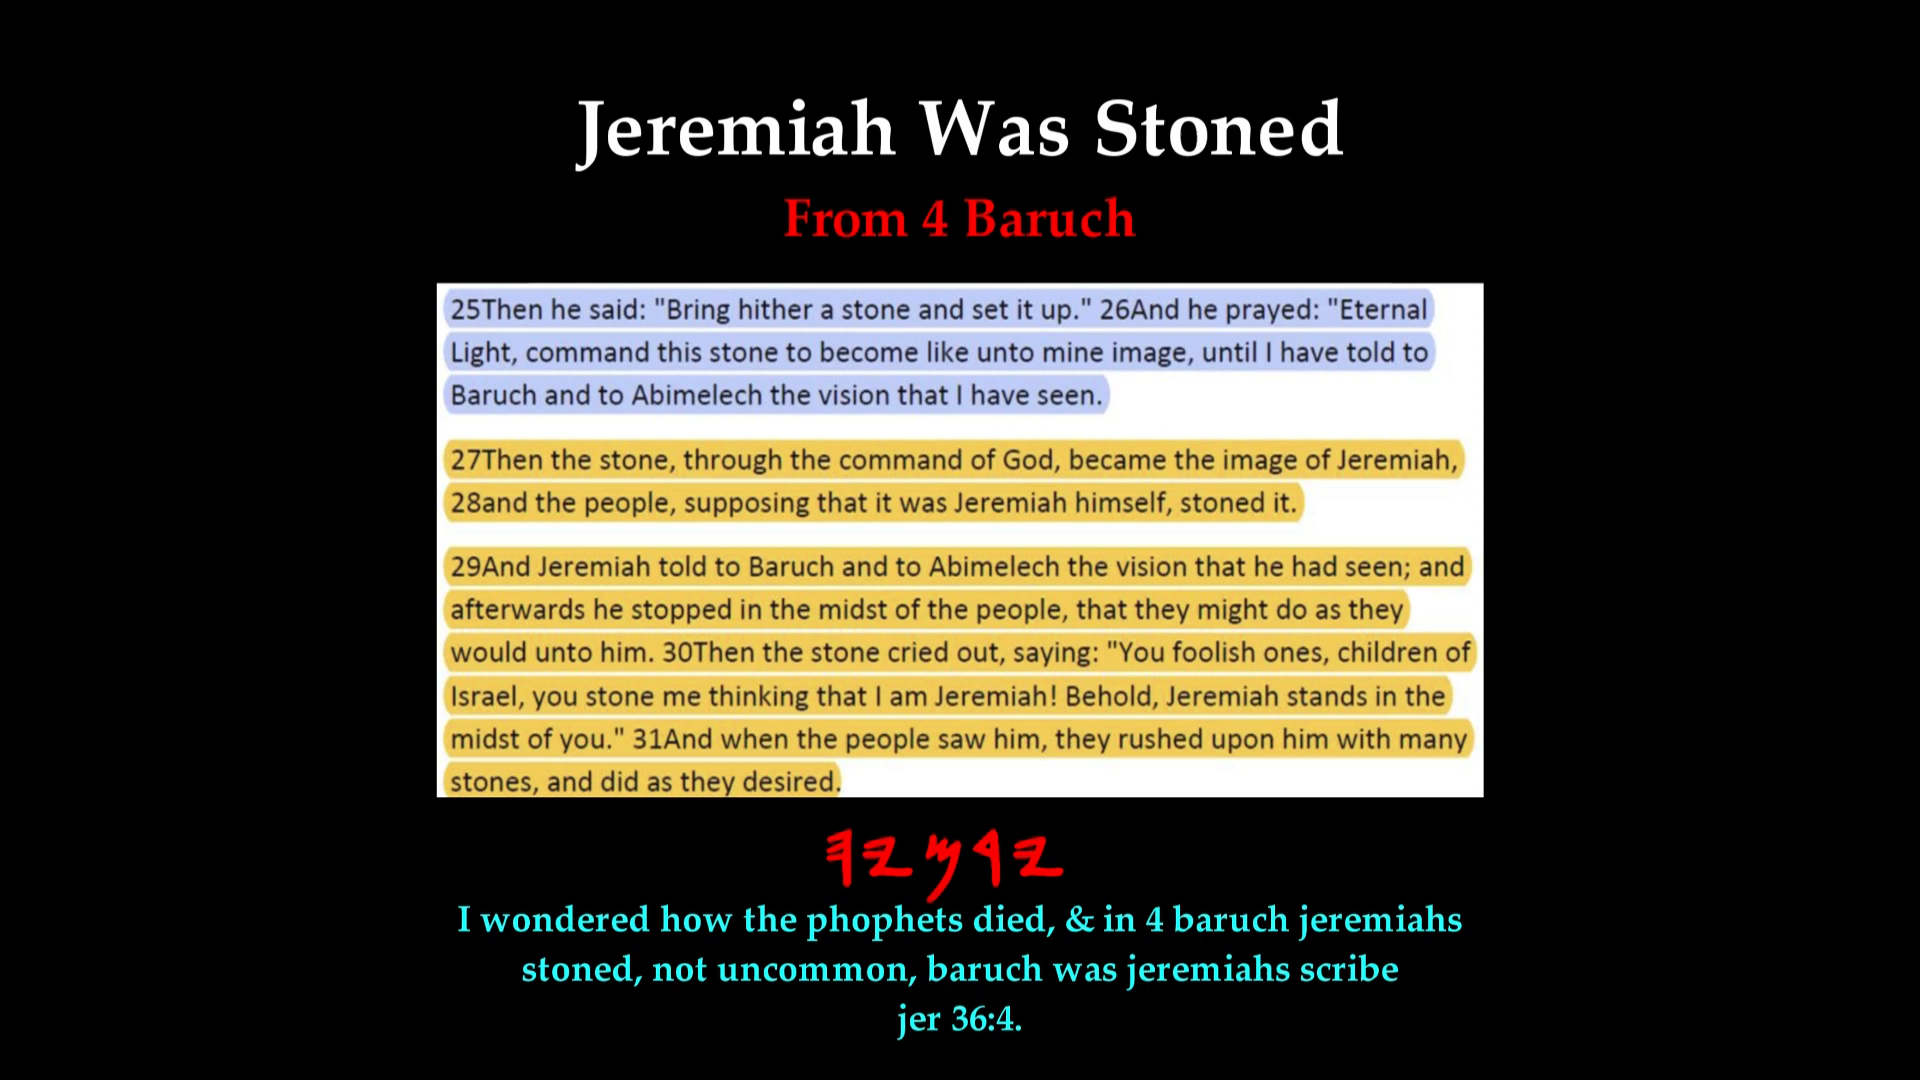 Jeremiah Was Stoned
From 4 Baruch
25Then he said: "Bring hither a stone and set it up." 26And he prayed: "Eternal
Light, command this stone to become like unto mine image, until I have told to
Baruch and to Abimelech the vision that I have seen.
27Then the stone, through the command of God, became the image of Jeremiah,
28and the people, supposing that it was Jeremiah himself, stoned it.
29And Jeremiah told to Baruch and to Abimelech the vision that he had seen; and
afterwards he stopped in the midst of the people, that they might do as they
would unto him. 30Then the stone cried out, saying: "You foolish ones, children of
Israel, you stone me thinking that I am Jeremiah! Behold, Jeremiah stands in the
midst of you." 31And when the people saw him, they rushed upon him with many
stones, and did as they desired.
𐤉𐤓𐤌𐤉𐤄
I wondered how the phophets died, & in 4 baruch jeremiahs
stoned, not uncommon, baruch was jeremiahs scribe
jer 36:4.